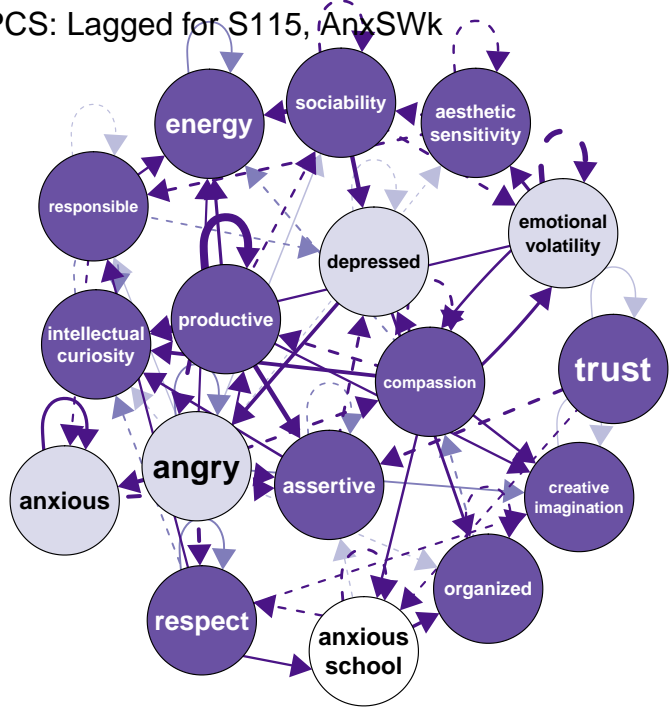 PCS: Lagged for S115, AnxSWk
sociability
energy
aesthetic
sensitivity
responsible
emotional
volatility
depressed
productive
intellectual
curiosity
trust
compassion
angry
assertive
anxious
creative
imagination
organized
respect
anxious
school